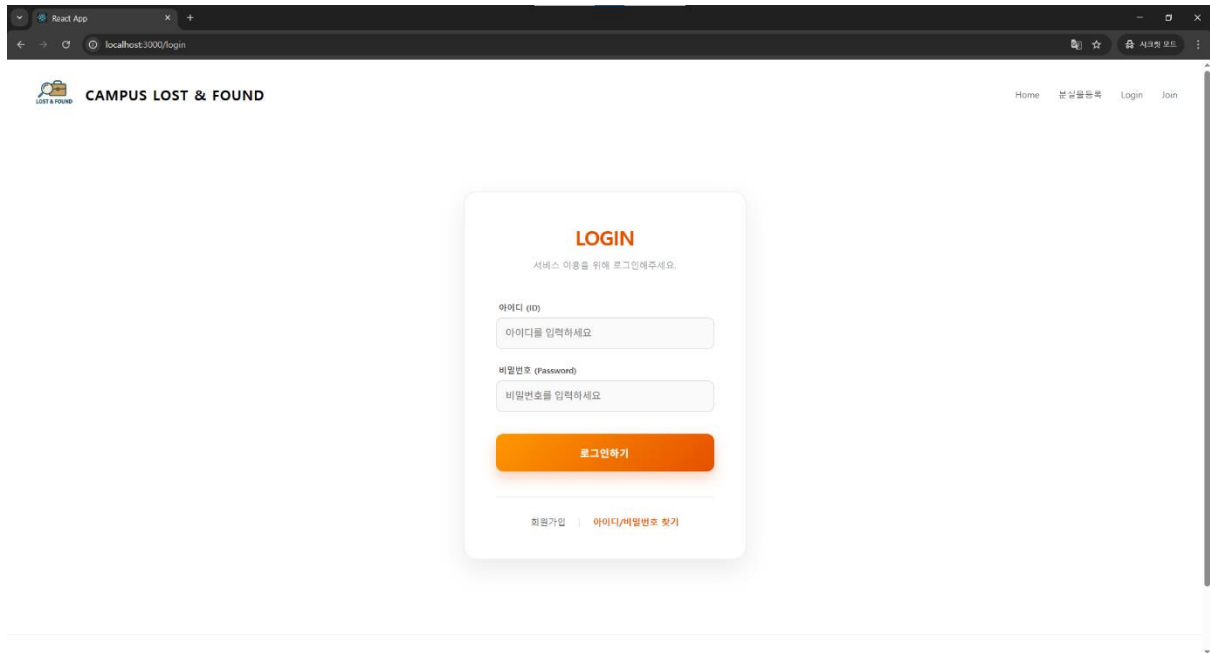 React App
localhost:3000/login
시크릿 모드
LOST & FOUND
CAMPUS LOST & FOUND
Home 분실물등록 Login Join
LOGIN
서비스 이용을 위해 로그인해주세요.
아이디 (ID)
아이디를 입력하세요
비밀번호 (Password)
비밀번호를 입력하세요
로그인하기
회원가입 | 아이디/비밀번호 찾기